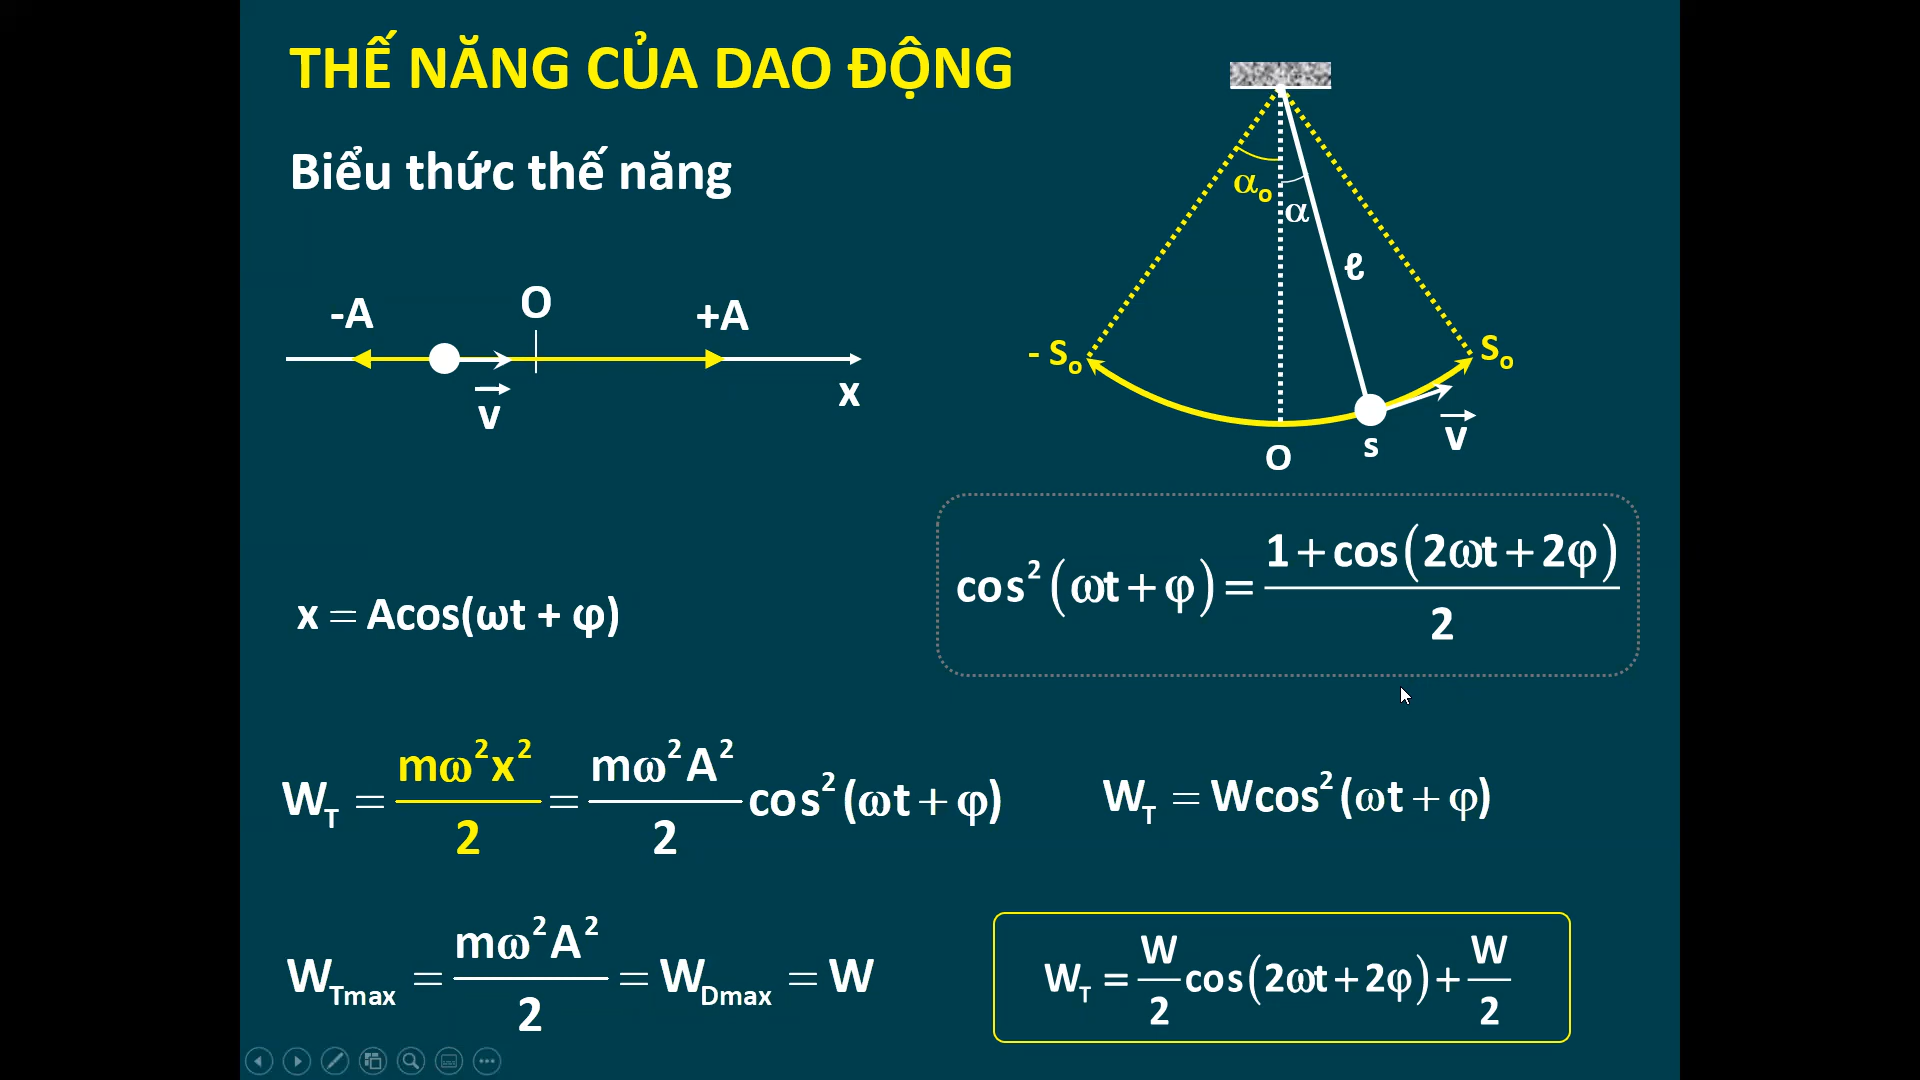 THẾ NĂNG CỦA DAO ĐỘNG
Biểu thức thế năng
-A O +A
v x
α₀ α
ℓ
- S₀ S₀
O s v
cos²(ωt + φ) = (1 + cos(2ωt + 2φ))/2
x = Acos(ωt + φ)
W_T = mω²x²/2 = mω²A²/2 cos²(ωt + φ)
W_T = Wcos²(ωt + φ)
W_Tmax = mω²A²/2 = W_Dmax = W
W_T = W/2 cos(2ωt + 2φ) + W/2